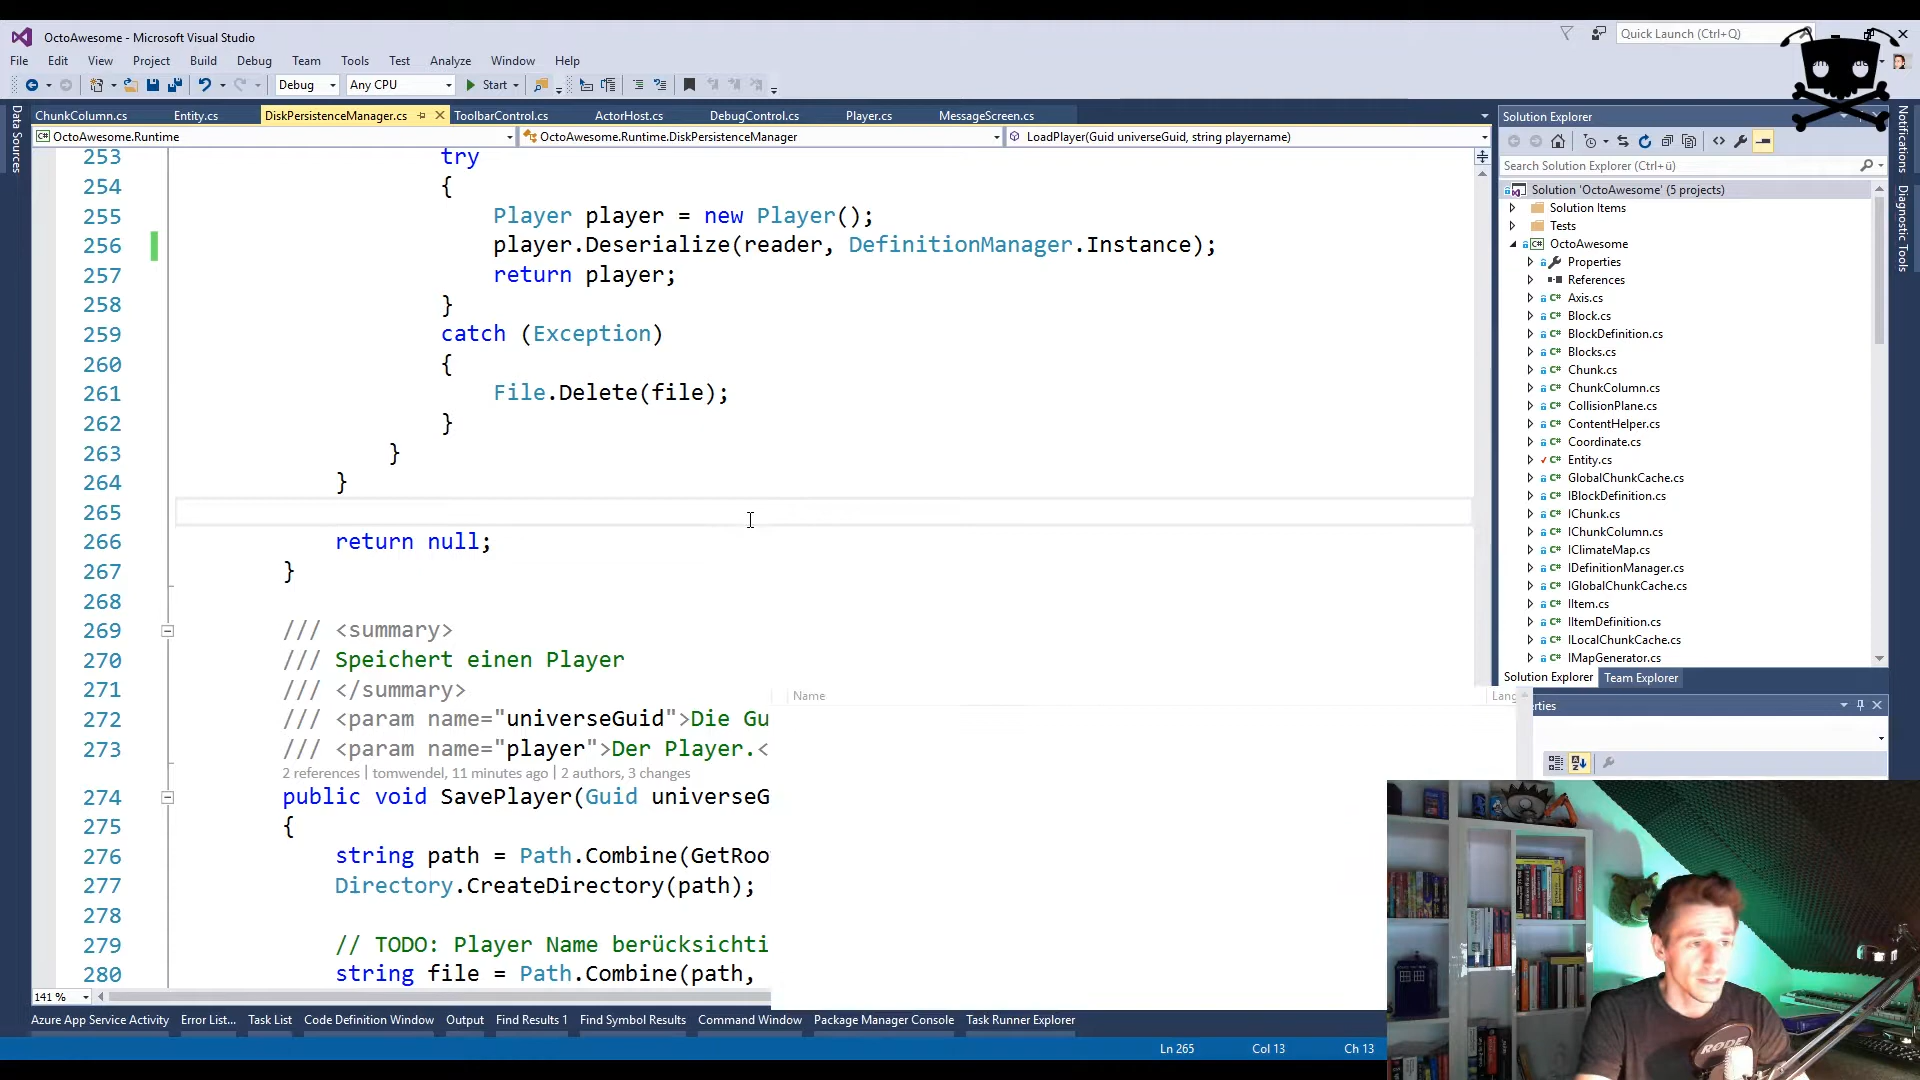 OctoAwesome - Microsoft Visual Studio
Quick Launch (Ctrl+Q)
File Edit View Project Build Debug Team Tools Test Analyze Window Help
Debug Any CPU Start
ChunkColumn.cs Entity.cs DiskPersistenceManager.cs ToolbarControl.cs ActorHost.cs DebugControl.cs Player.cs MessageScreen.cs
OctoAwesome.Runtime OctoAwesome.Runtime.DiskPersistenceManager LoadPlayer(Guid universeGuid, string playername)
Data Sources
253 try
254 {
255 Player player = new Player();
256 player.Deserialize(reader, DefinitionManager.Instance);
257 return player;
258 }
259 catch (Exception)
260 {
261 File.Delete(file);
262 }
263 }
264 }
265
266 return null;
267 }
268
269 /// <summary>
270 /// Speichert einen Player
271 /// </summary>
272 /// <param name="universeGuid">Die Gu
273 /// <param name="player">Der Player.<
2 references | tomwendel, 11 minutes ago | 2 authors, 3 changes
274 public void SavePlayer(Guid universeG
275 {
276 string path = Path.Combine(GetRoo
277 Directory.CreateDirectory(path);
278
279 // TODO: Player Name berücksichti
280 string file = Path.Combine(path,
141 %
Name Lang
Solution Explorer
Search Solution Explorer (Ctrl+ü)
Solution 'OctoAwesome' (5 projects)
Solution Items
Tests
OctoAwesome
Properties
References
Axis.cs
Block.cs
BlockDefinition.cs
Blocks.cs
Chunk.cs
ChunkColumn.cs
CollisionPlane.cs
ContentHelper.cs
Coordinate.cs
Entity.cs
GlobalChunkCache.cs
IBlockDefinition.cs
IChunk.cs
IChunkColumn.cs
IClimateMap.cs
IDefinitionManager.cs
IGlobalChunkCache.cs
IItem.cs
IItemDefinition.cs
ILocalChunkCache.cs
IMapGenerator.cs
Solution Explorer Team Explorer
erties
Notifications
Diagnostic Tools
Azure App Service Activity Error List... Task List Code Definition Window Output Find Results 1 Find Symbol Results Command Window Package Manager Console Task Runner Explorer
Ln 265 Col 13 Ch 13
RODE